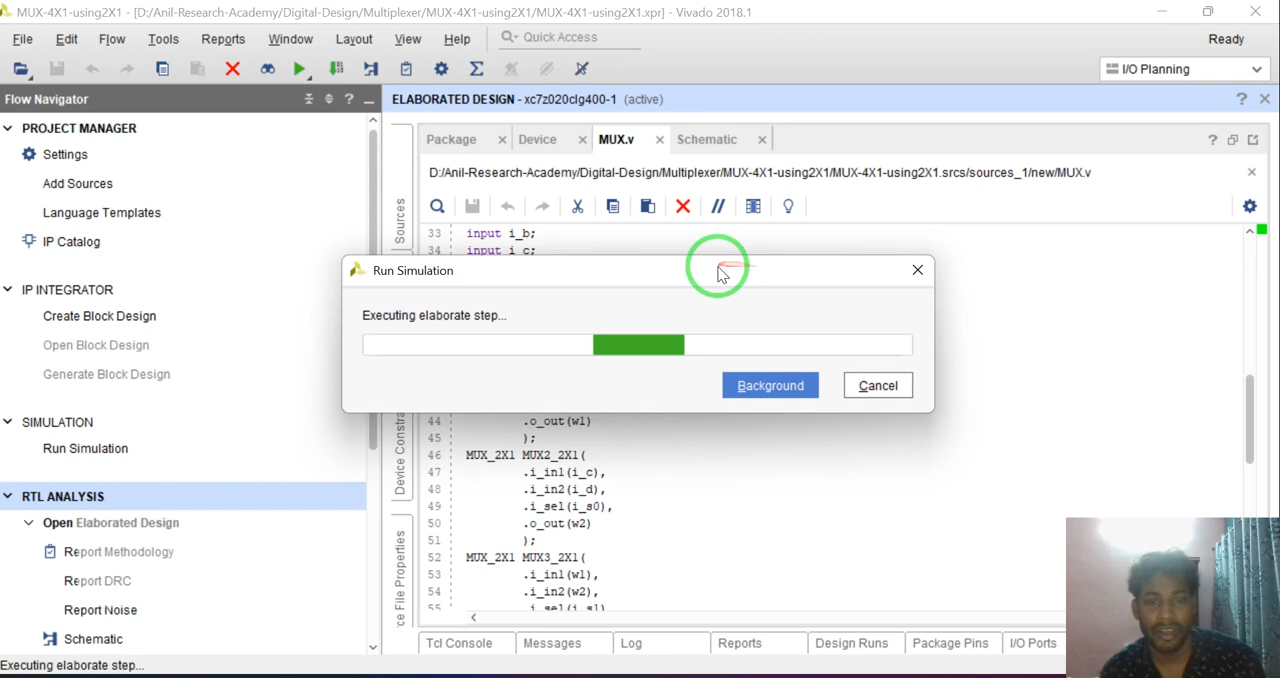 MUX-4X1-using2X1 - [D:/Anil-Research-Academy/Digital-Design/Multiplexer/MUX-4X1-using2X1/MUX-4X1-using2X1.xpr] - Vivado 2018.1
File Edit Flow Tools Reports Window Layout View Help Quick Access Ready
I/O Planning
Flow Navigator
ELABORATED DESIGN - xc7z020clg400-1 (active)
PROJECT MANAGER
Settings
Add Sources
Language Templates
IP Catalog
IP INTEGRATOR
Create Block Design
Open Block Design
Generate Block Design
SIMULATION
Run Simulation
RTL ANALYSIS
Open Elaborated Design
Report Methodology
Report DRC
Report Noise
Schematic
Executing elaborate step...
Sources
Device Constra
ce File Properties
Package Device MUX.v Schematic
D:/Anil-Research-Academy/Digital-Design/Multiplexer/MUX-4X1-using2X1/MUX-4X1-using2X1.srcs/sources_1/new/MUX.v
33 input i_b;
34 input i_c;
Run Simulation
Executing elaborate step...
Background Cancel
44 .o_out(w1)
45 );
46 MUX_2X1 MUX2_2X1(
47 .i_in1(i_c),
48 .i_in2(i_d),
49 .i_sel(i_s0),
50 .o_out(w2)
51 );
52 MUX_2X1 MUX3_2X1(
53 .i_in1(w1),
54 .i_in2(w2),
55 .i_sel(i_s1)
Tcl Console Messages Log Reports Design Runs Package Pins I/O Ports